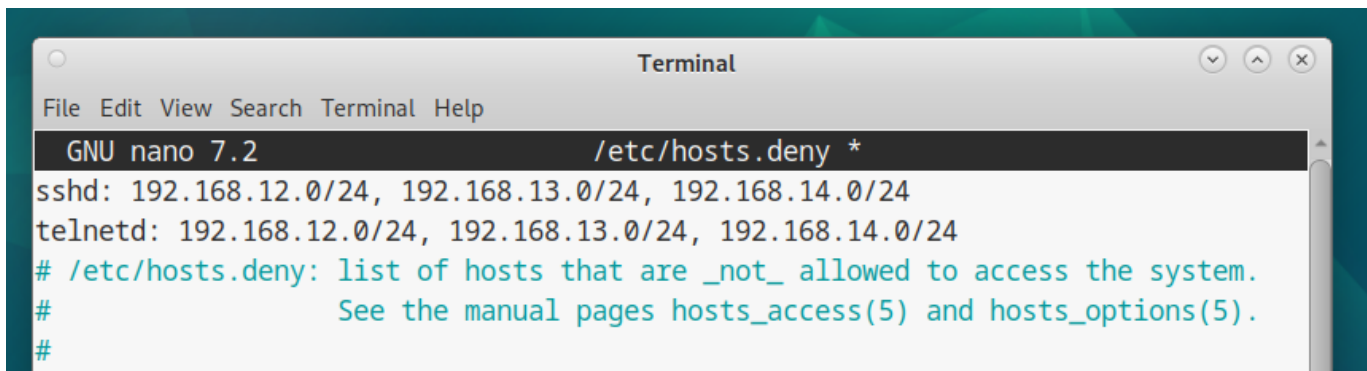 Terminal
File Edit View Search Terminal Help
GNU nano 7.2 /etc/hosts.deny *
sshd: 192.168.12.0/24, 192.168.13.0/24, 192.168.14.0/24
telnetd: 192.168.12.0/24, 192.168.13.0/24, 192.168.14.0/24
# /etc/hosts.deny: list of hosts that are _not_ allowed to access the system.
#                  See the manual pages hosts_access(5) and hosts_options(5).
#